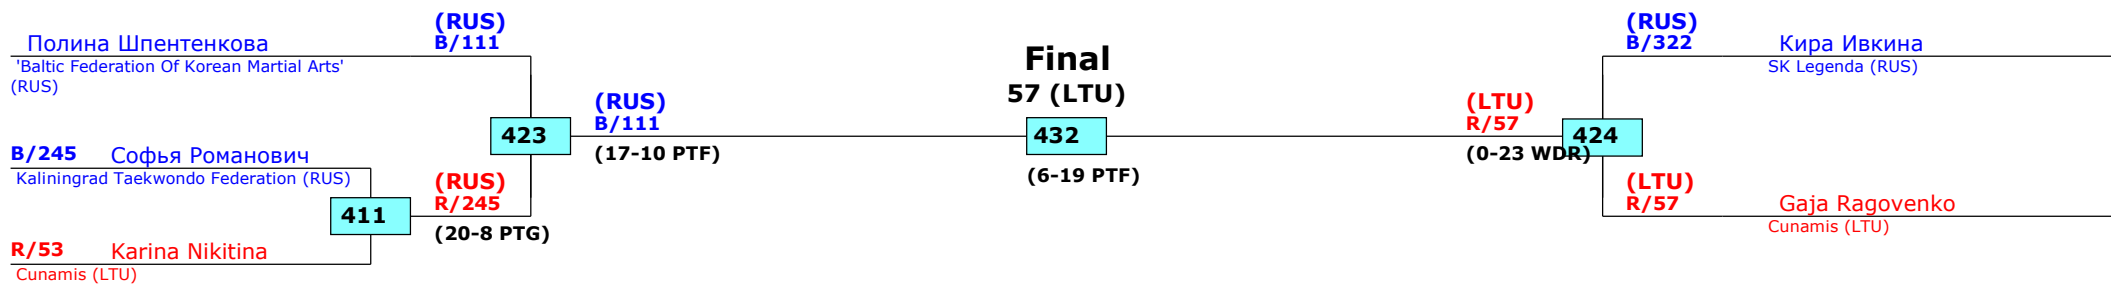 (RUS)
B/111
Полина Шпентенкова
'Baltic Federation Of Korean Martial Arts'
(RUS)
B/245 Софья Романович
Kaliningrad Taekwondo Federation (RUS)
R/53 Karina Nikitina
Cunamis (LTU)
411
(RUS)
R/245
(20-8 PTG)
423
(RUS)
B/111
(17-10 PTF)
Final
57 (LTU)
432
(6-19 PTF)
(LTU)
R/57
(0-23 WDR)
424
(RUS)
B/322 Кира Ивкина
SK Legenda (RUS)
(LTU)
R/57 Gaja Ragovenko
Cunamis (LTU)